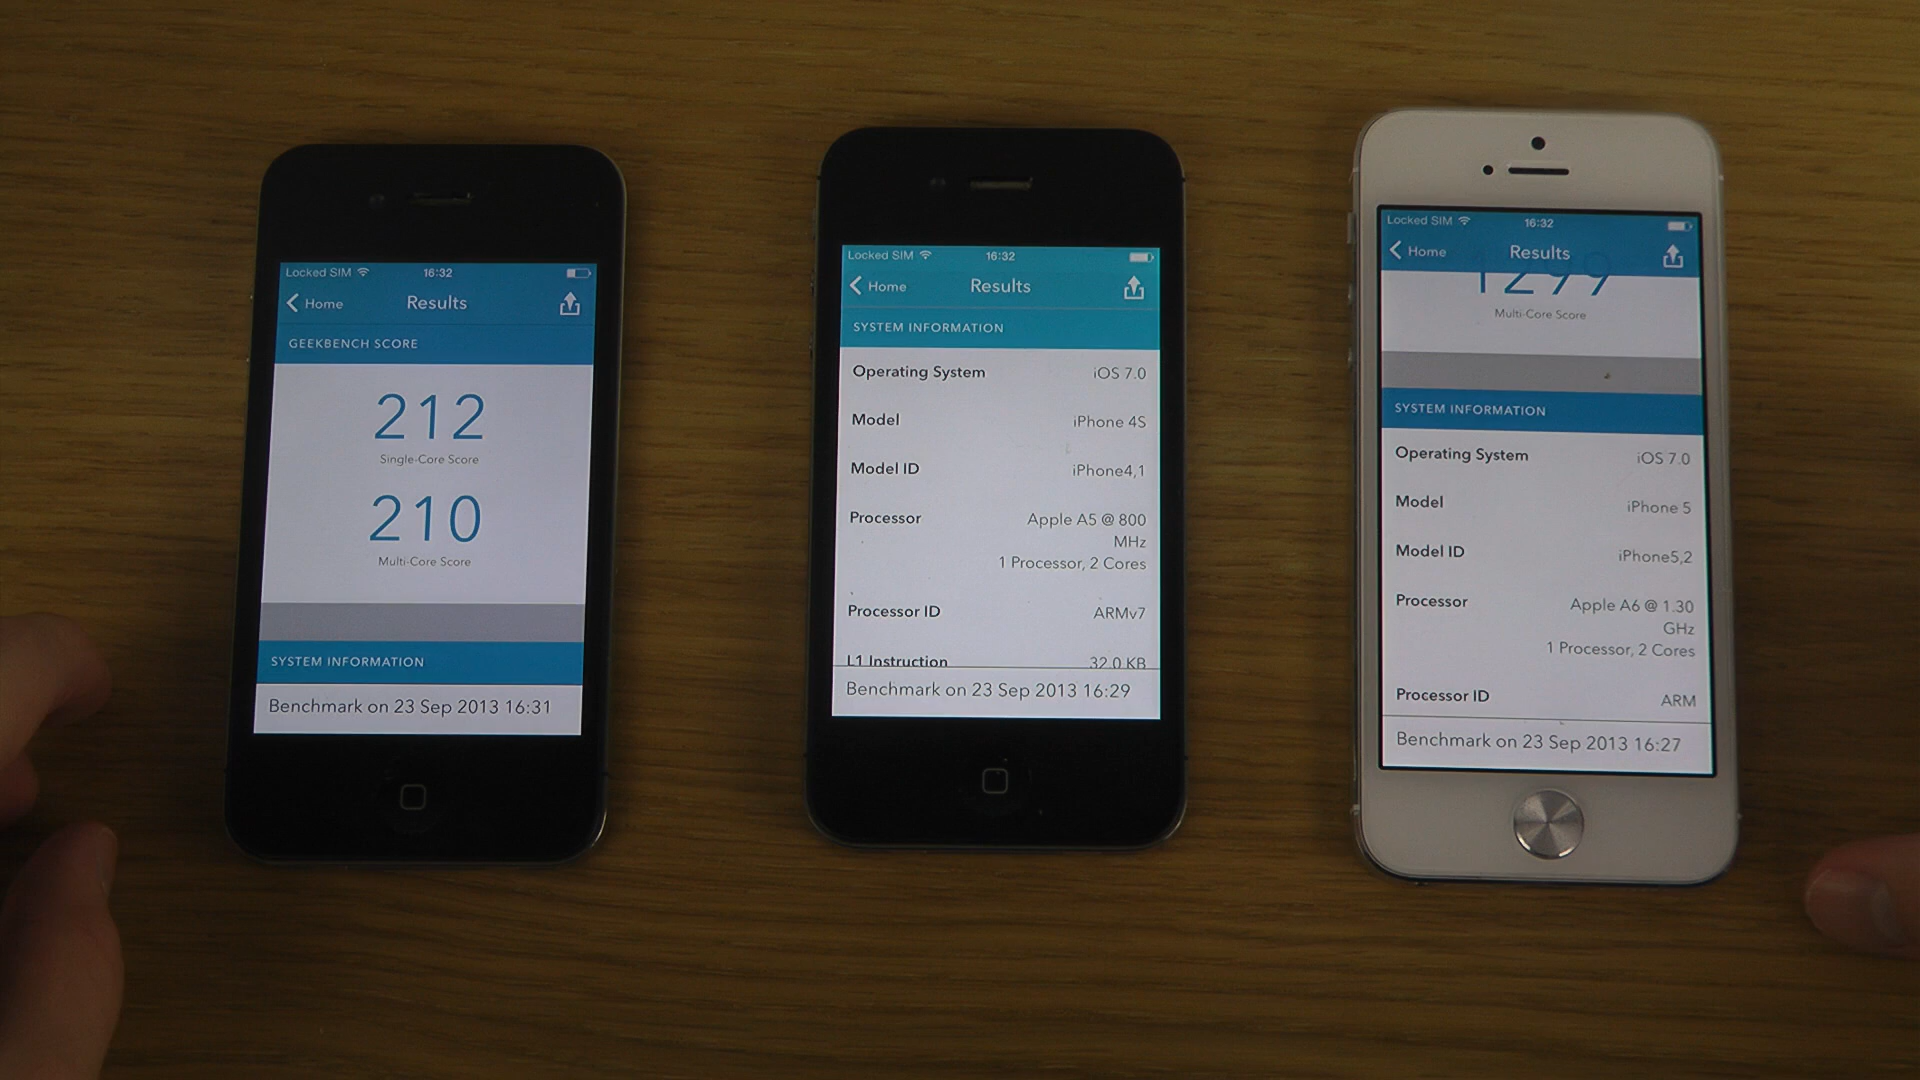 Locked SIM 16:32
Home Results
GEEKBENCH SCORE
212
Single-Core Score
210
Multi-Core Score
SYSTEM INFORMATION
Benchmark on 23 Sep 2013 16:31
Locked SIM 16:32
Home Results
SYSTEM INFORMATION
Operating System iOS 7.0
Model iPhone 4S
Model ID iPhone4,1
Processor Apple A5 @ 800
MHz
1 Processor, 2 Cores
Processor ID ARMv7
L1 Instruction 32.0 KB
Benchmark on 23 Sep 2013 16:29
Locked SIM 16:32
Home Results
1299
Multi-Core Score
SYSTEM INFORMATION
Operating System iOS 7.0
Model iPhone 5
Model ID iPhone5,2
Processor Apple A6 @ 1.30
GHz
1 Processor, 2 Cores
Processor ID ARM
Benchmark on 23 Sep 2013 16:27